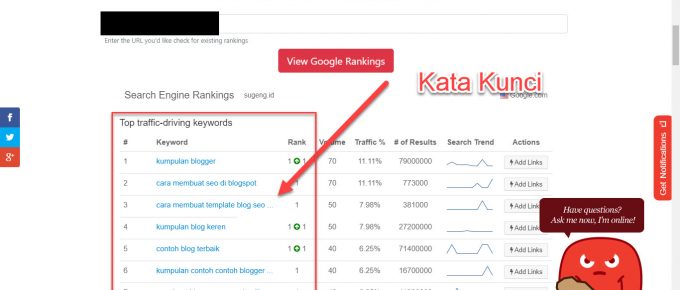 Enter the URL you'd like check for existing rankings
View Google Rankings
Kata Kunci
Search Engine Rankings sugeng.id
Google.com
Top traffic-driving keywords
# Keyword Rank Volume Traffic % # of Results Search Trend Actions
1 kumpulan blogger 1 1 70 11.11% 79000000 Add Links
2 cara membuat seo di blogspot 1 70 11.11% 773000 Add Links
3 cara membuat template blog seo ... 1 50 7.98% 381000 Add Links
4 kumpulan blog keren 1 1 50 7.98% 27200000 Add Links
5 contoh blog terbaik 1 1 40 6.25% 71400000 Add Links
6 kumpulan contoh contoh blogger ... 1 40 6.25% 16700000 Add Links
Get Notifications
Have questions?
Ask me now, I'm online!